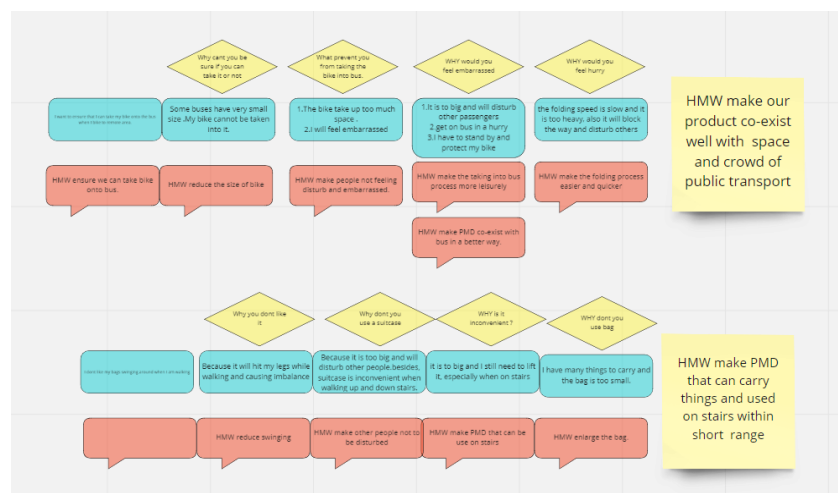 Why cant you be
sure if you can
take it or not
What prevent you
from taking the
bike into bus.
WHY would you
feel embarrassed
WHY would you
feel hurry
Some buses have very small
size .My bike cannot be taken
into it.
1.The bike take up too much
space .
2.I will feel embarrassed
1.It is to big and will disturb
other passengers
2.get on bus in a hurry
3.I have to stand by and
protect my bike
the folding speed is slow and it
is too heavy. also it will block
the way and disturb others
HMW endure we can take bike
onto bus.
HMW reduce the size of bike
HMW make people not feeling
disturb and embarrassed.
HMW make the taking into bus
process more leisurely
HMW make the folding process
easier and quicker
HMW make PMD co-exist with
bus in a better way.
HMW make our
product co-exist
well with space
and crowd of
public transport
Why you dont like
it
Why dont you
use a suitcase
WHY is it
inconvenient ?
WHY dont you
use bag
Because it will hit my legs while
walking and causing imbalance
Because it is too big and will
disturb other people.besides,
suitcase is inconvenient when
walking up and down stairs.
it is to big and I still need to lift
it, especially when on stairs
I have many things to carry and
the bag is too small.
HMW reduce swinging
HMW make other people not to
be disturbed
HMW make PMD that can be
use on stairs
HMW enlarge the bag.
HMW make PMD
that can carry
things and used
on stairs within
short range